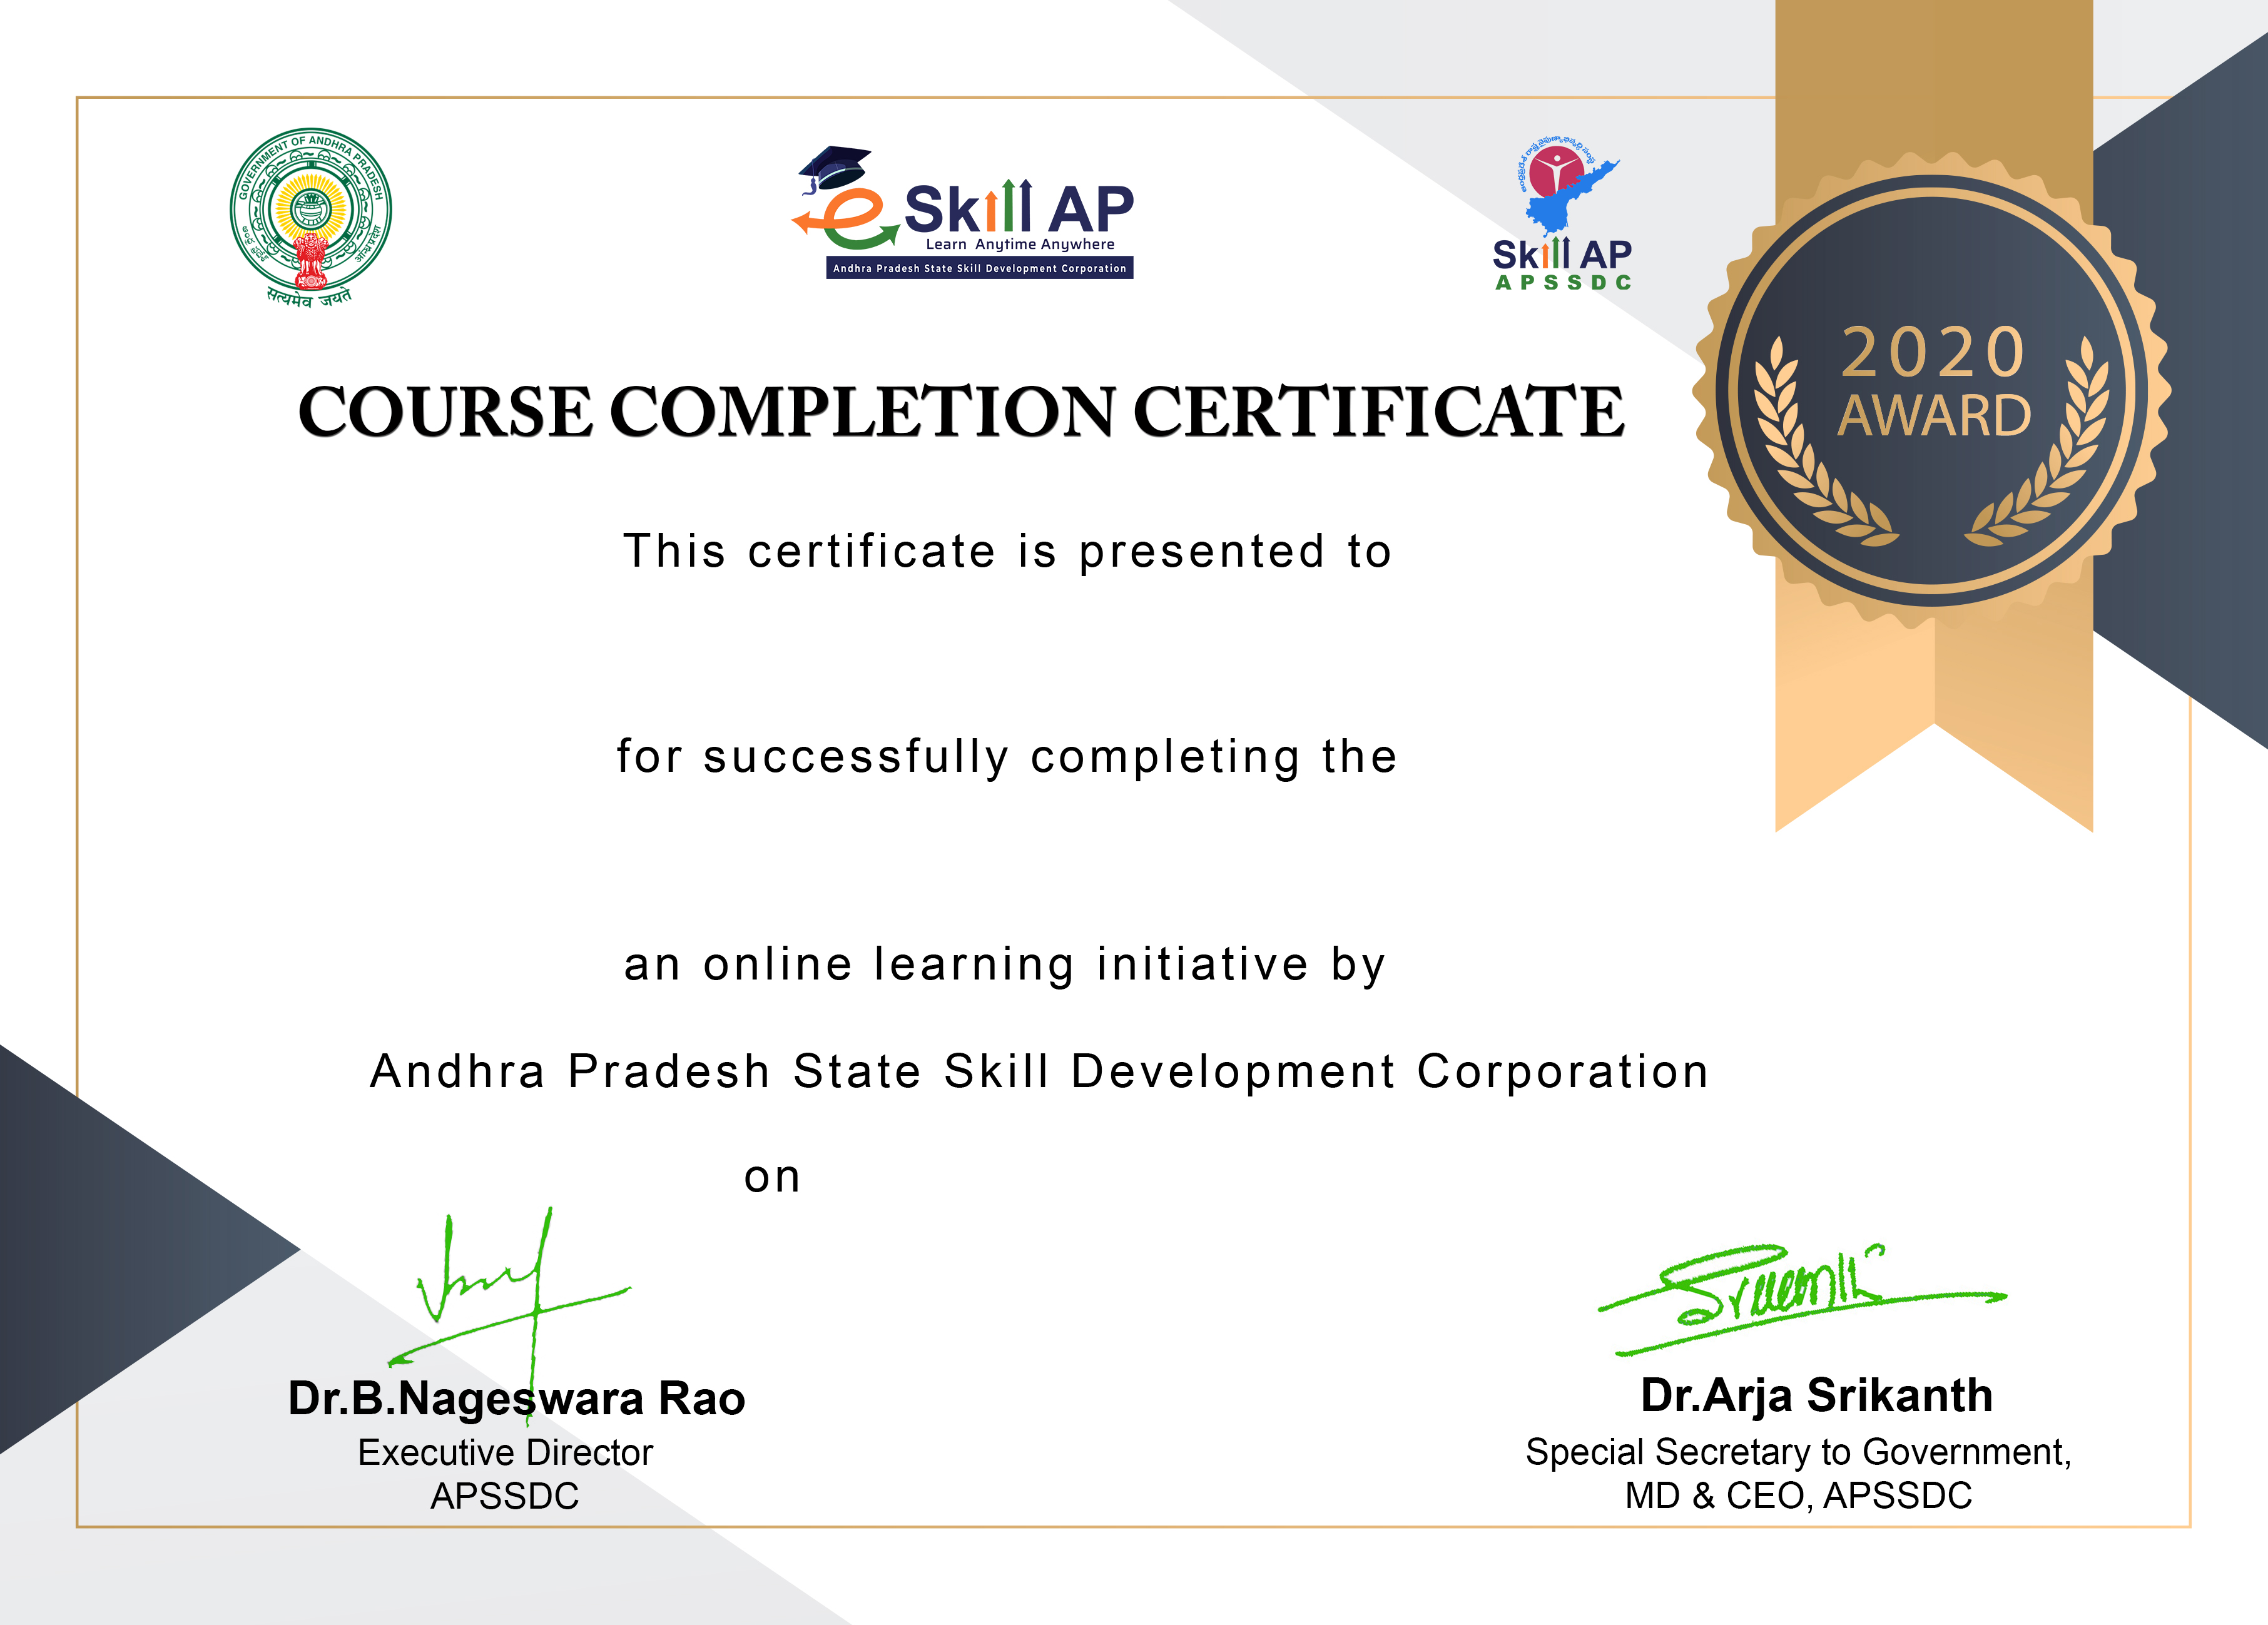 GOVERNMENT OF ANDHRA PRADESH
आन्ध्र प्रदेश
सत्यमेव जयते
e Skill AP
Learn Anytime Anywhere
Andhra Pradesh State Skill Development Corporation
Skill AP
APSSDC
2020
AWARD
COURSE COMPLETION CERTIFICATE
This certificate is presented to
for successfully completing the
an online learning initiative by
Andhra Pradesh State Skill Development Corporation
on
Dr.B.Nageswara Rao
Executive Director
APSSDC
Dr.Arja Srikanth
Special Secretary to Government,
MD & CEO, APSSDC